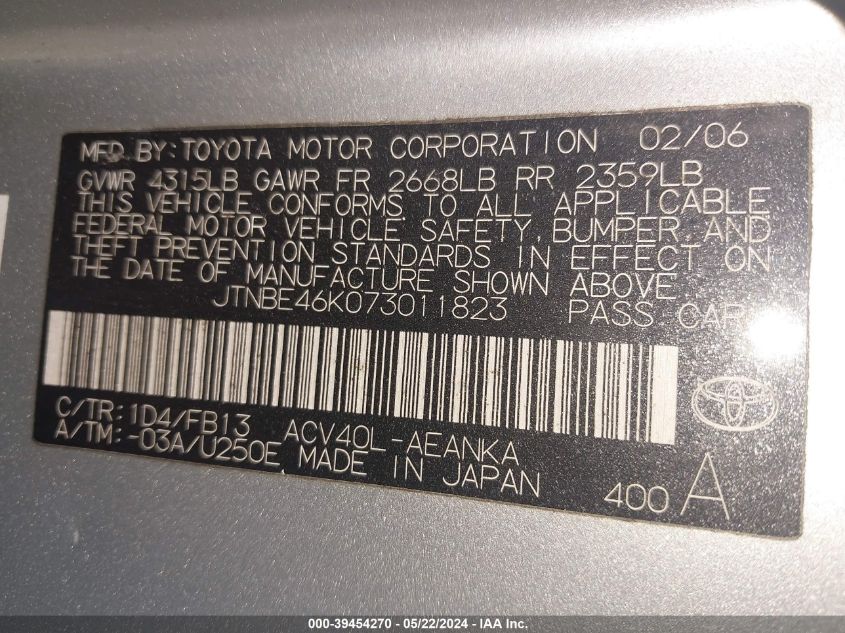 MFD BY: TOYOTA MOTOR CORPORATION 02/06
GVWR 4315LB GAWR FR 2668LB RR 2359LB
THIS VEHICLE CONFORMS TO ALL APPLICABLE
FEDERAL MOTOR VEHICLE SAFETY, BUMPER, AND
THEFT PREVENTION STANDARDS IN EFFECT ON
THE DATE OF MANUFACTURE SHOWN ABOVE.
JTNBE46K073011823 PASS CAR
C/TR: 1D4/FB13 ACV40L-AEANKA
A/TM: -03A/U250E, MADE IN JAPAN 400 A
000-39454270 - 05/22/2024 - IAA Inc.